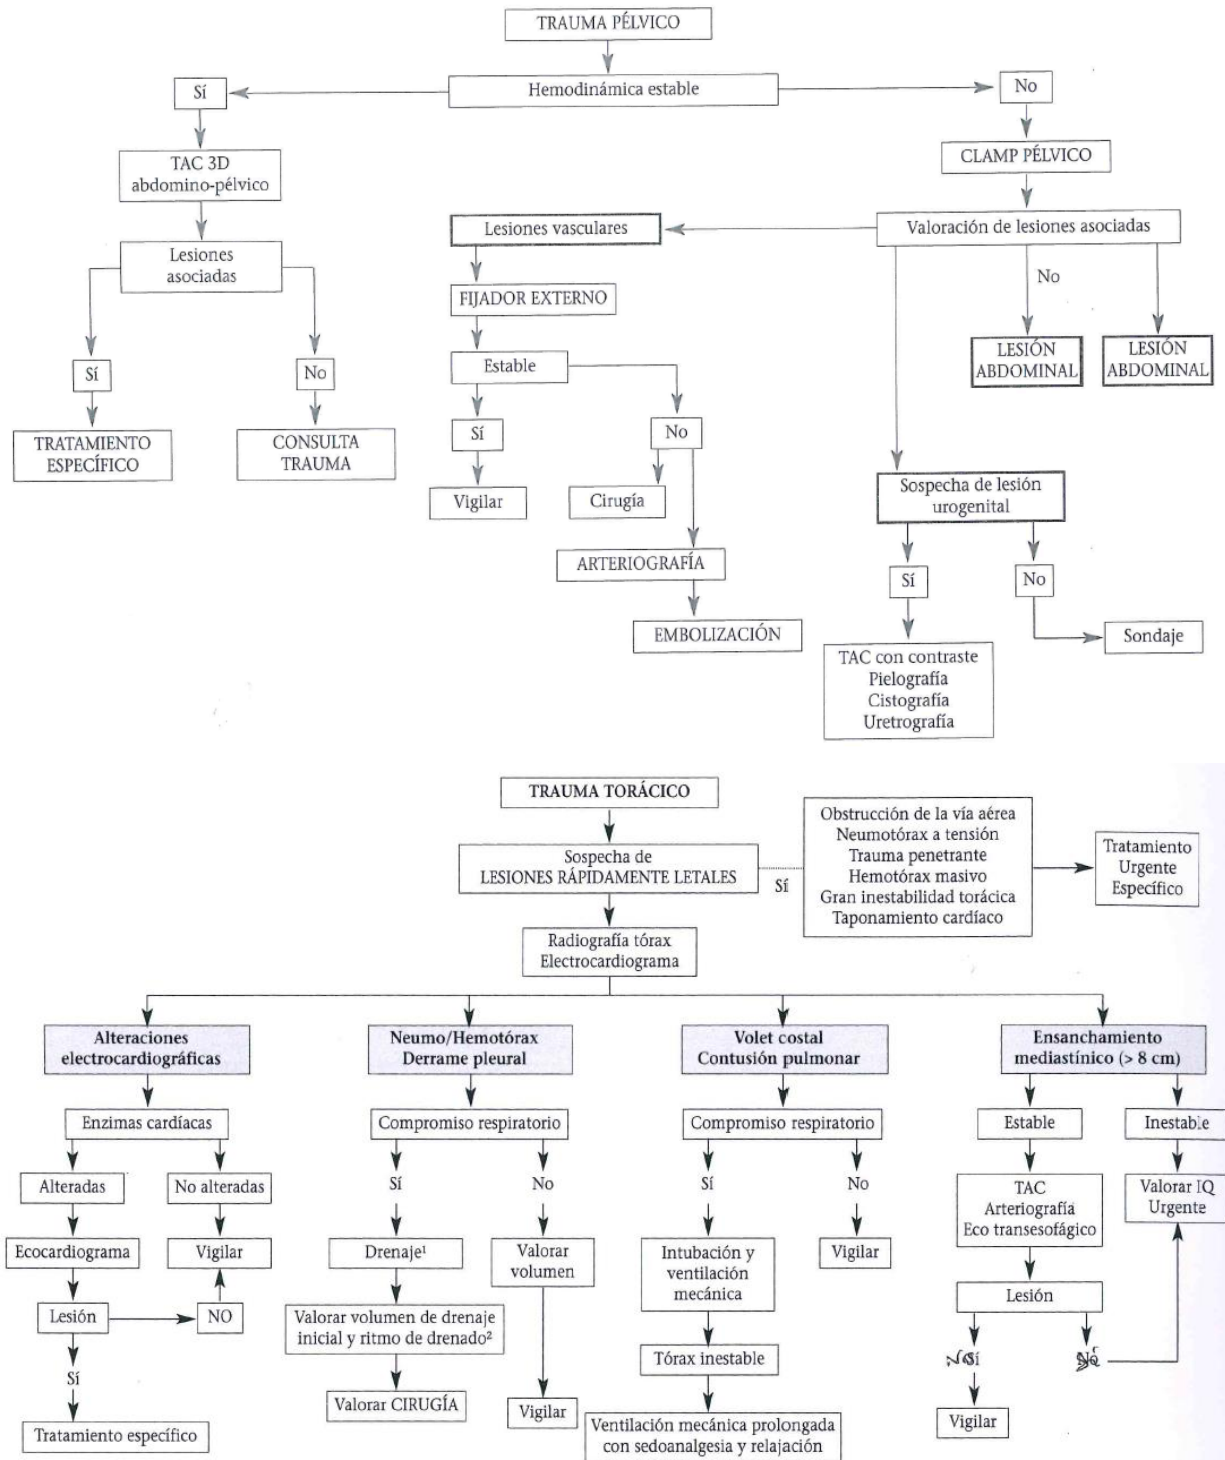 TRAUMA PÉLVICO
Hemodinámica estable
Sí
No
TAC 3D
abdomino-pélvico
CLAMP PÉLVICO
Lesiones vasculares
Valoración de lesiones asociadas
Lesiones
asociadas
FIJADOR EXTERNO
No
Estable
LESIÓN
ABDOMINAL
LESIÓN
ABDOMINAL
Sí
No
Sí
No
TRATAMIENTO
ESPECÍFICO
CONSULTA
TRAUMA
Vigilar
Cirugía
Sospecha de lesión
urogenital
ARTERIOGRAFÍA
Sí
No
EMBOLIZACIÓN
Sondaje
TAC con contraste
Pielografía
Cistografía
Uretrografía
TRAUMA TORÁCICO
Sospecha de
LESIONES RÁPIDAMENTE LETALES
Sí
Obstrucción de la vía aérea
Neumotórax a tensión
Trauma penetrante
Hemotórax masivo
Gran inestabilidad torácica
Taponamiento cardíaco
Tratamiento
Urgente
Específico
Radiografía tórax
Electrocardiograma
Alteraciones
electrocardiográficas
Enzimas cardíacas
Alteradas
No alteradas
Ecocardiograma
Vigilar
Lesión
NO
Sí
Tratamiento específico
Neumo/Hemotórax
Derrame pleural
Compromiso respiratorio
Sí
No
Drenaje¹
Valorar
volumen
Valorar volumen de drenaje
inicial y ritmo de drenado²
Valorar CIRUGÍA
Vigilar
Volet costal
Contusión pulmonar
Compromiso respiratorio
Sí
No
Intubación y
ventilación
mecánica
Vigilar
Tórax inestable
Ventilación mecánica prolongada
con sedoanalgesia y relajación
Ensanchamiento
mediastínico (> 8 cm)
Estable
Inestable
TAC
Arteriografía
Eco transesofágico
Valorar IQ
Urgente
Lesión
No Sí
No Sí
Vigilar